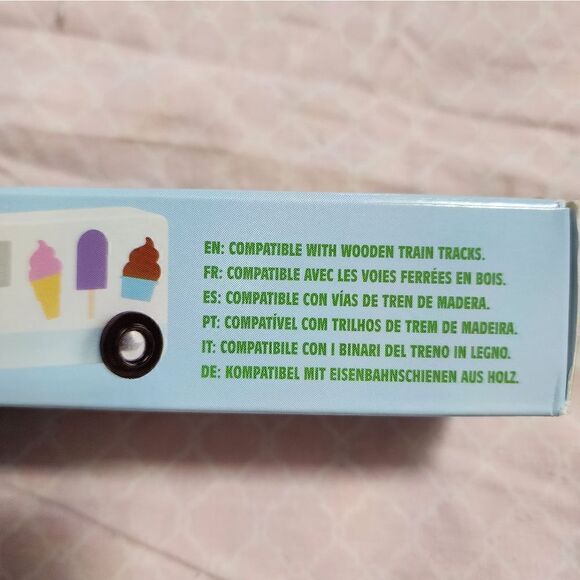 EN: COMPATIBLE WITH WOODEN TRAIN TRACKS.
FR: COMPATIBLE AVEC LES VOIES FERRÉES EN BOIS.
ES: COMPATIBLE CON VÍAS DE TREN DE MADERA.
PT: COMPATÍVEL COM TRILHOS DE TREM DE MADEIRA.
IT: COMPATIBILE CON I BINARI DEL TRENO IN LEGNO.
DE: KOMPATIBEL MIT EISENBAHNSCHIENEN AUS HOLZ.